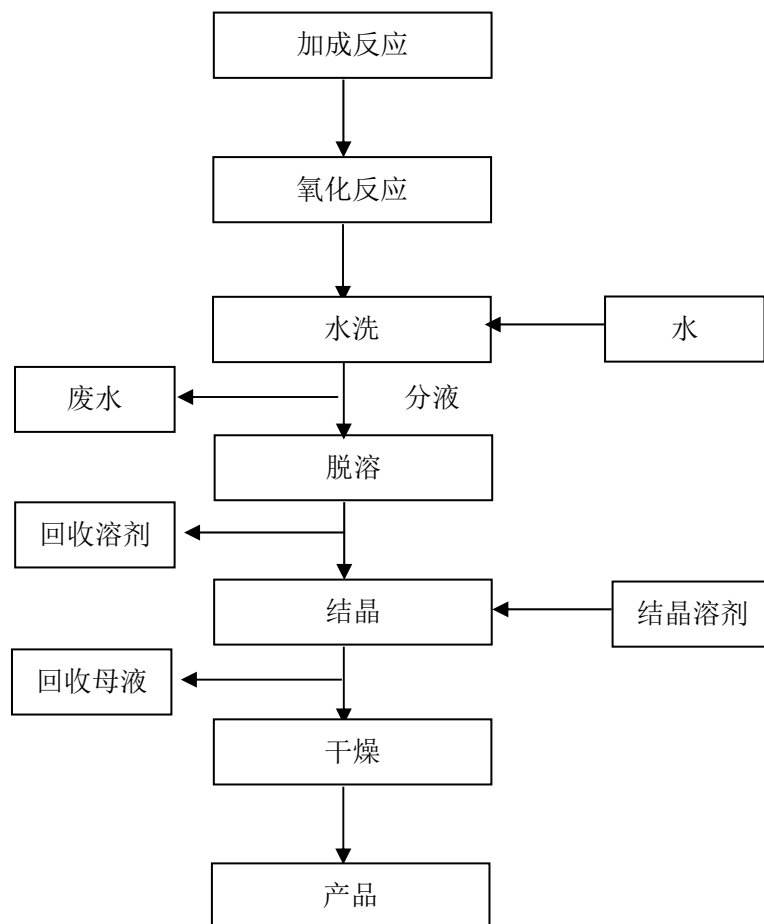 加成反应
氧化反应
水洗
水
废水
分液
脱溶
回收溶剂
结晶
结晶溶剂
回收母液
干燥
产品